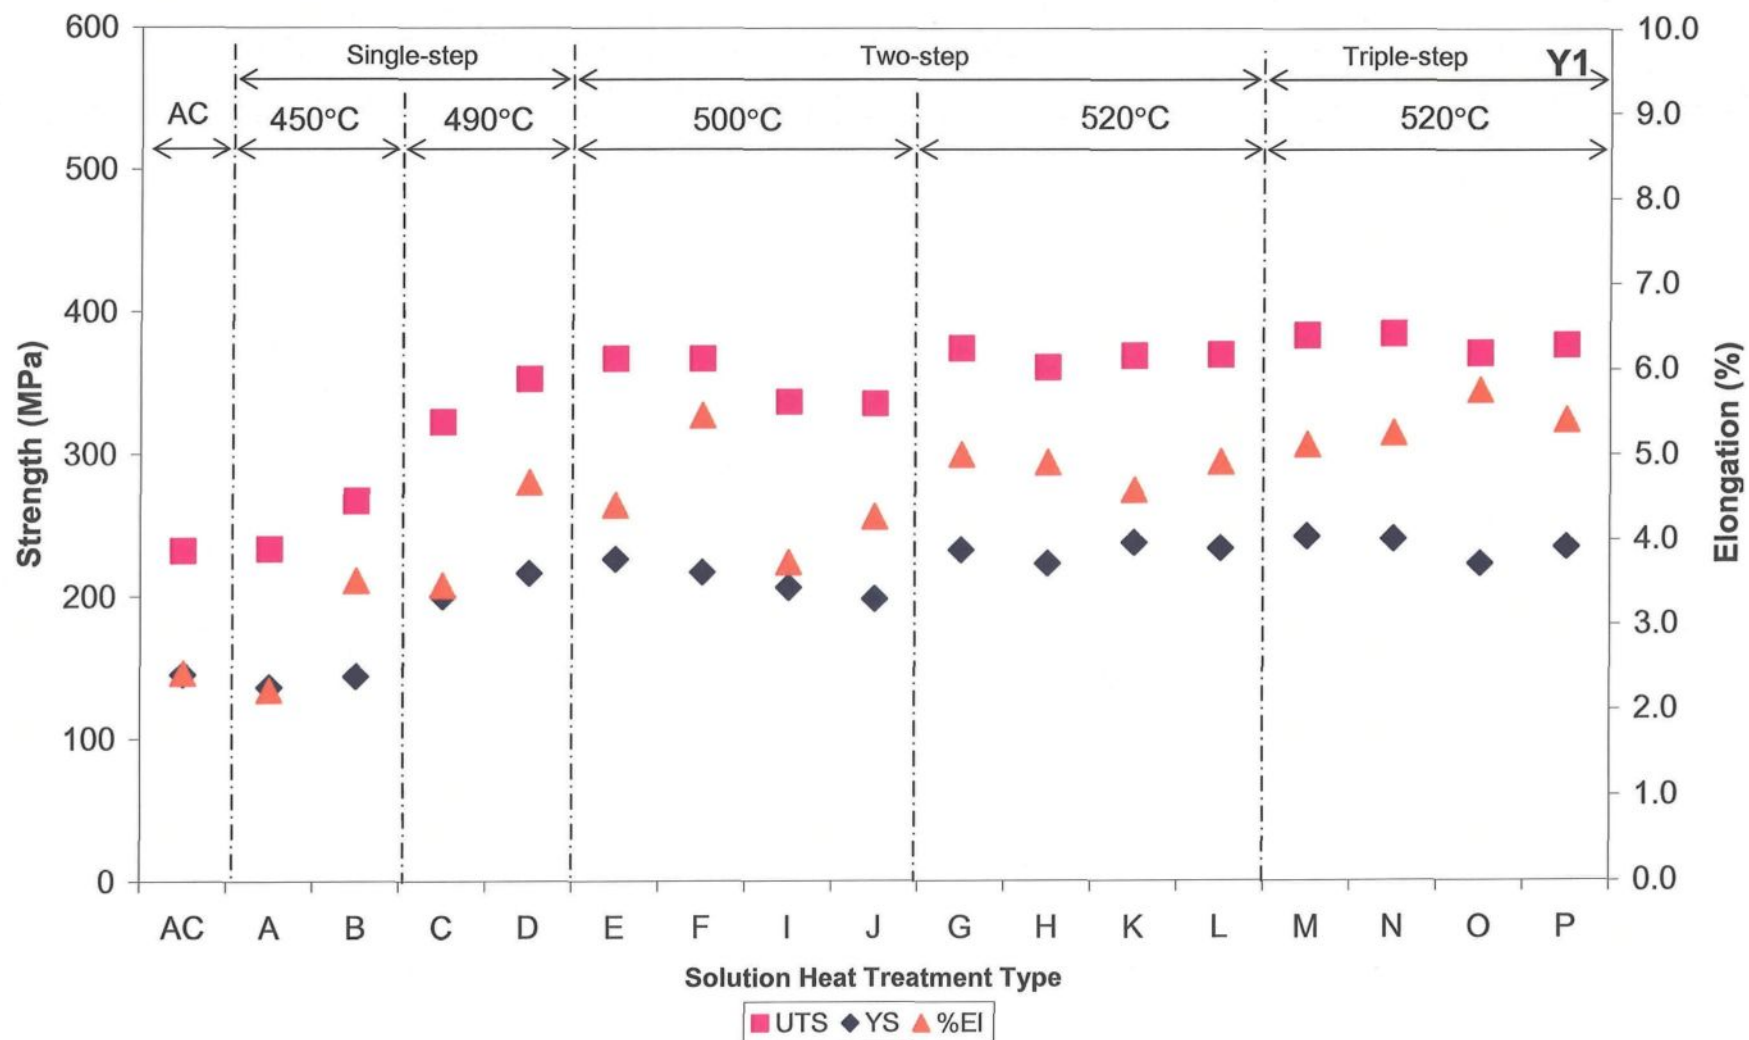 600
10.0
Single-step
Two-step
Triple-step
Y1
AC
450°C
490°C
500°C
520°C
520°C
9.0
500
8.0
7.0
400
6.0
Strength (MPa)
Elongation (%)
300
5.0
4.0
200
3.0
2.0
100
1.0
0
0.0
AC A B C D E F I J G H K L M N O P
Solution Heat Treatment Type
UTS YS %El